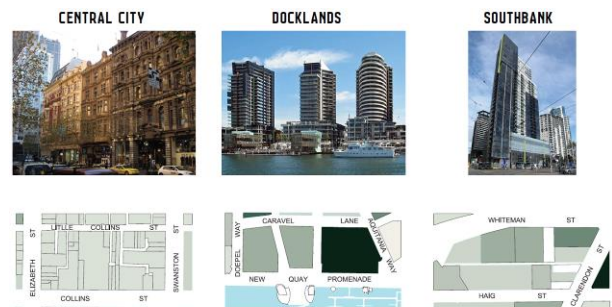 CENTRAL CITY
DOCKLANDS
SOUTHBANK
LITLLE COLLINS ST
ELIZABETH ST
SWANSTON ST
COLLINS ST
CARAVEL LANE
DOEPEL WAY
AQUITANIA WAY
NEW QUAY PROMENADE
WHITEMAN ST
CLARENDON ST
HAIG ST